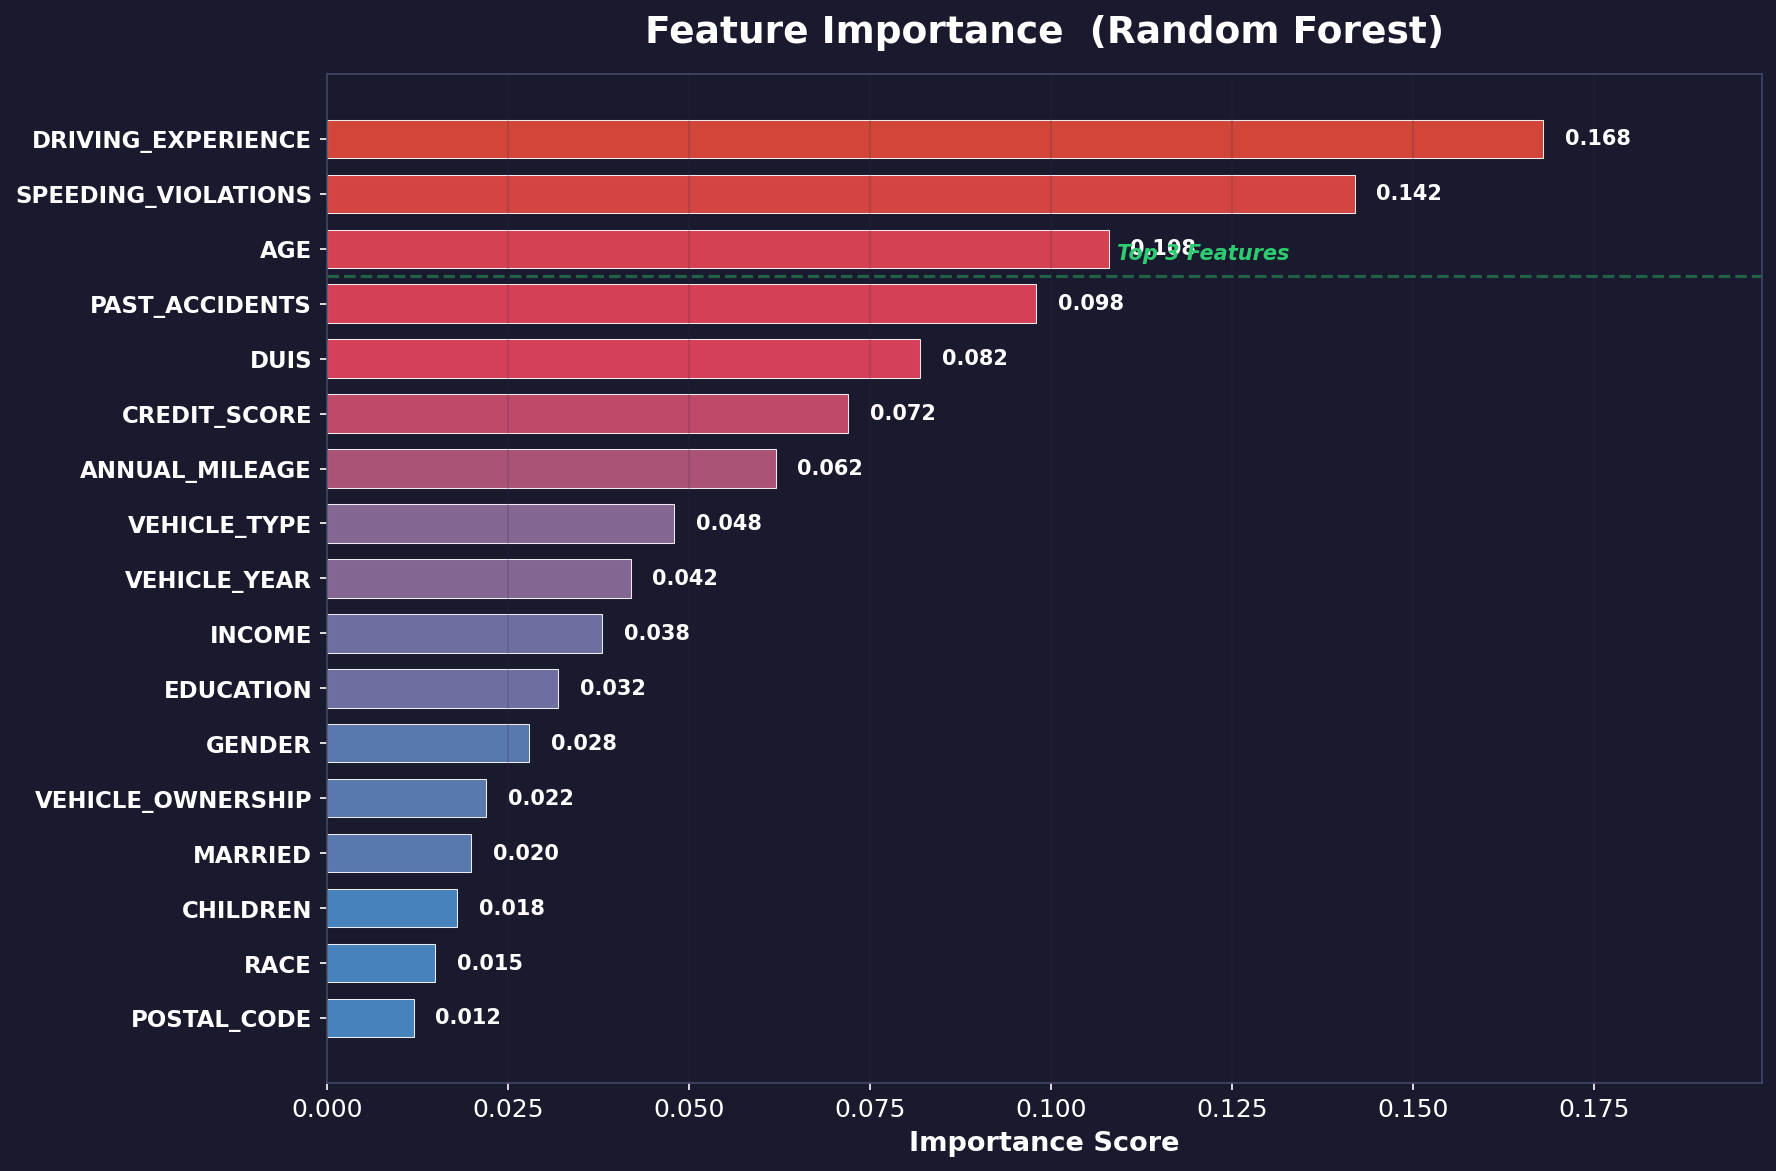 Feature Importance  (Random Forest)
DRIVING_EXPERIENCE 0.168
SPEEDING_VIOLATIONS 0.142
AGE 0.108
Top 3 Features
PAST_ACCIDENTS 0.098
DUIS 0.082
CREDIT_SCORE 0.072
ANNUAL_MILEAGE 0.062
VEHICLE_TYPE 0.048
VEHICLE_YEAR 0.042
INCOME 0.038
EDUCATION 0.032
GENDER 0.028
VEHICLE_OWNERSHIP 0.022
MARRIED 0.020
CHILDREN 0.018
RACE 0.015
POSTAL_CODE 0.012
0.000 0.025 0.050 0.075 0.100 0.125 0.150 0.175
Importance Score